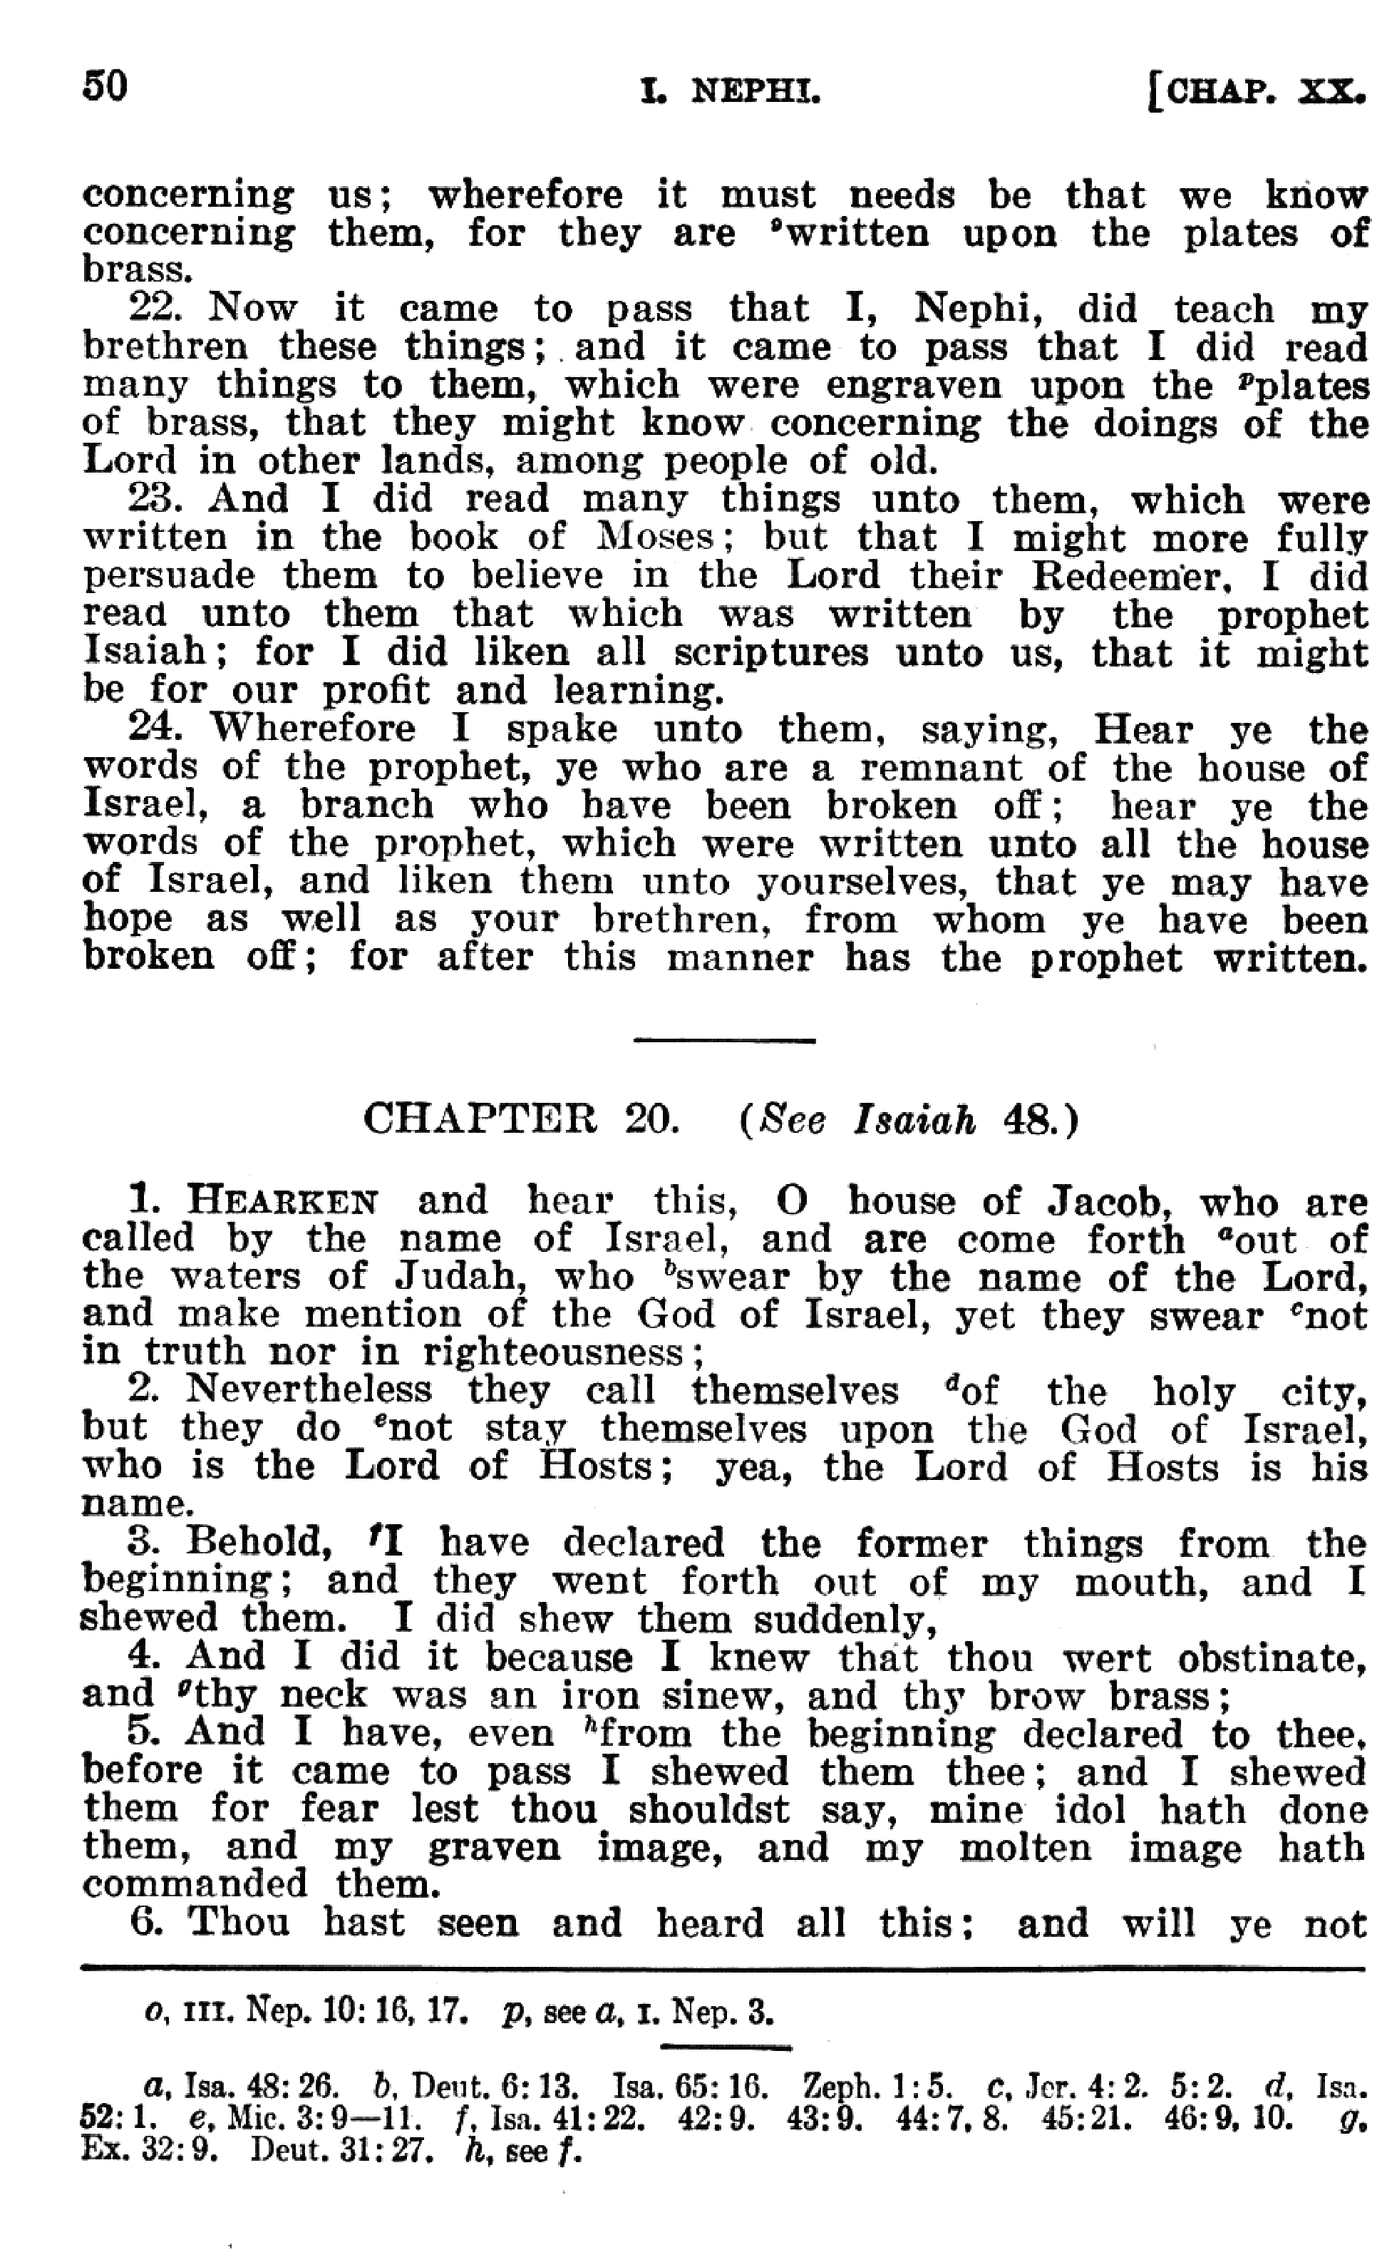 50 I. NEPHI. [CHAP. XX.
concerning us; wherefore it must needs be that we know
concerning them, for they are ᵒwritten upon the plates of
brass.
22. Now it came to pass that I, Nephi, did teach my
brethren these things; and it came to pass that I did read
many things to them, which were engraven upon the ᵖplates
of brass, that they might know concerning the doings of the
Lord in other lands, among people of old.
23. And I did read many things unto them, which were
written in the book of Moses; but that I might more fully
persuade them to believe in the Lord their Redeemer, I did
read unto them that which was written by the prophet
Isaiah; for I did liken all scriptures unto us, that it might
be for our profit and learning.
24. Wherefore I spake unto them, saying, Hear ye the
words of the prophet, ye who are a remnant of the house of
Israel, a branch who have been broken off; hear ye the
words of the prophet, which were written unto all the house
of Israel, and liken them unto yourselves, that ye may have
hope as well as your brethren, from whom ye have been
broken off; for after this manner has the prophet written.
CHAPTER 20. (See Isaiah 48.)
1. HEARKEN and hear this, O house of Jacob, who are
called by the name of Israel, and are come forth ᵃout of
the waters of Judah, who ᵇswear by the name of the Lord,
and make mention of the God of Israel, yet they swear ᶜnot
in truth nor in righteousness;
2. Nevertheless they call themselves ᵈof the holy city,
but they do ᵉnot stay themselves upon the God of Israel,
who is the Lord of Hosts; yea, the Lord of Hosts is his
name.
3. Behold, ᶠI have declared the former things from the
beginning; and they went forth out of my mouth, and I
shewed them. I did shew them suddenly,
4. And I did it because I knew that thou wert obstinate,
and ᵍthy neck was an iron sinew, and thy brow brass;
5. And I have, even ʰfrom the beginning declared to thee,
before it came to pass I shewed them thee; and I shewed
them for fear lest thou shouldst say, mine idol hath done
them, and my graven image, and my molten image hath
commanded them.
6. Thou hast seen and heard all this; and will ye not
o, III. Nep. 10: 16, 17. p, see a, I. Nep. 3.
a, Isa. 48: 26. b, Deut. 6: 13. Isa. 65: 16. Zeph. 1: 5. c, Jer. 4: 2. 5: 2. d, Isa.
52: 1. e, Mic. 3: 9—11. f, Isa. 41: 22. 42: 9. 43: 9. 44: 7, 8. 45: 21. 46: 9, 10. g,
Ex. 32: 9. Deut. 31: 27. h, see f.